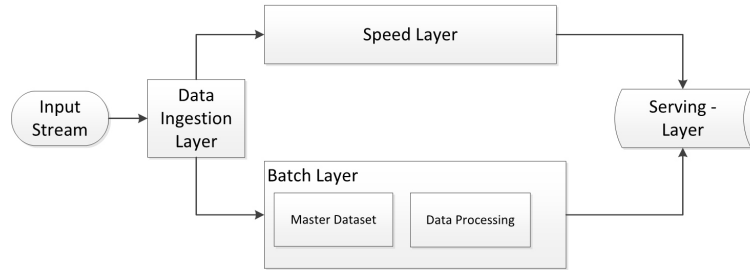 Speed Layer
Input
Stream
Data
Ingestion
Layer
Serving -
Layer
Batch Layer
Master Dataset
Data Processing